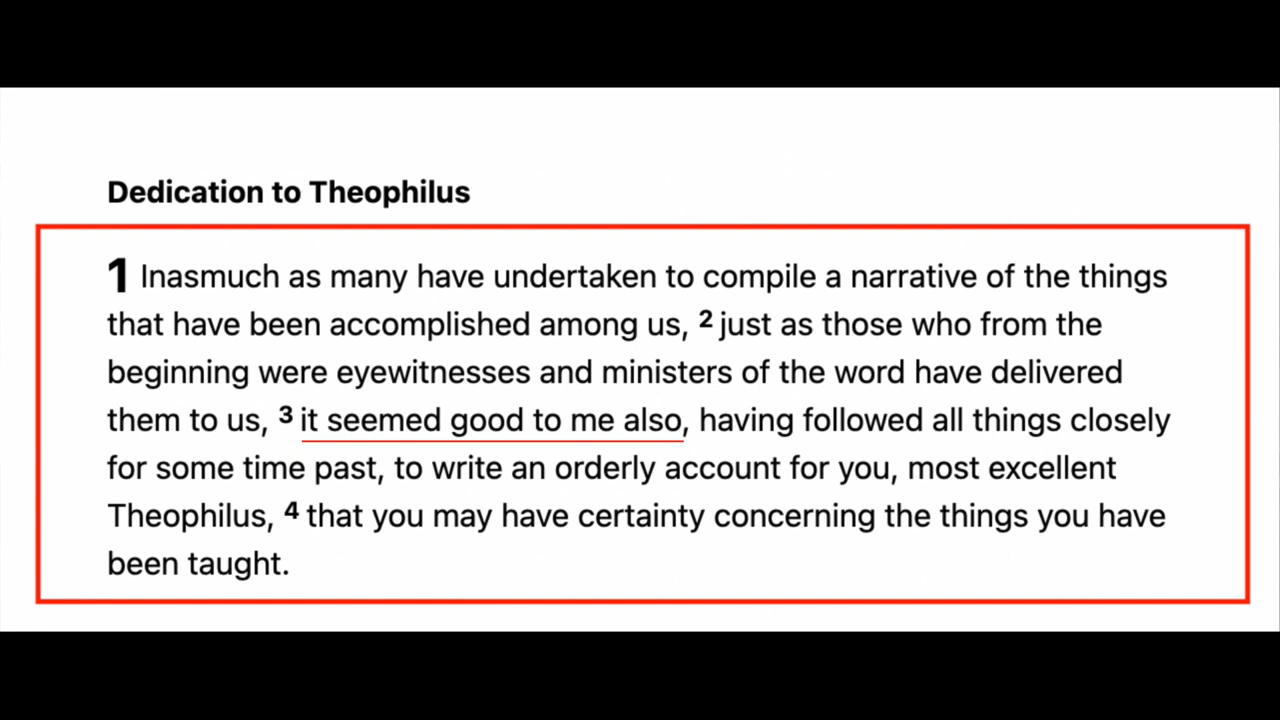 Dedication to Theophilus
1 Inasmuch as many have undertaken to compile a narrative of the things
that have been accomplished among us, 2 just as those who from the
beginning were eyewitnesses and ministers of the word have delivered
them to us, 3 it seemed good to me also, having followed all things closely
for some time past, to write an orderly account for you, most excellent
Theophilus, 4 that you may have certainty concerning the things you have
been taught.